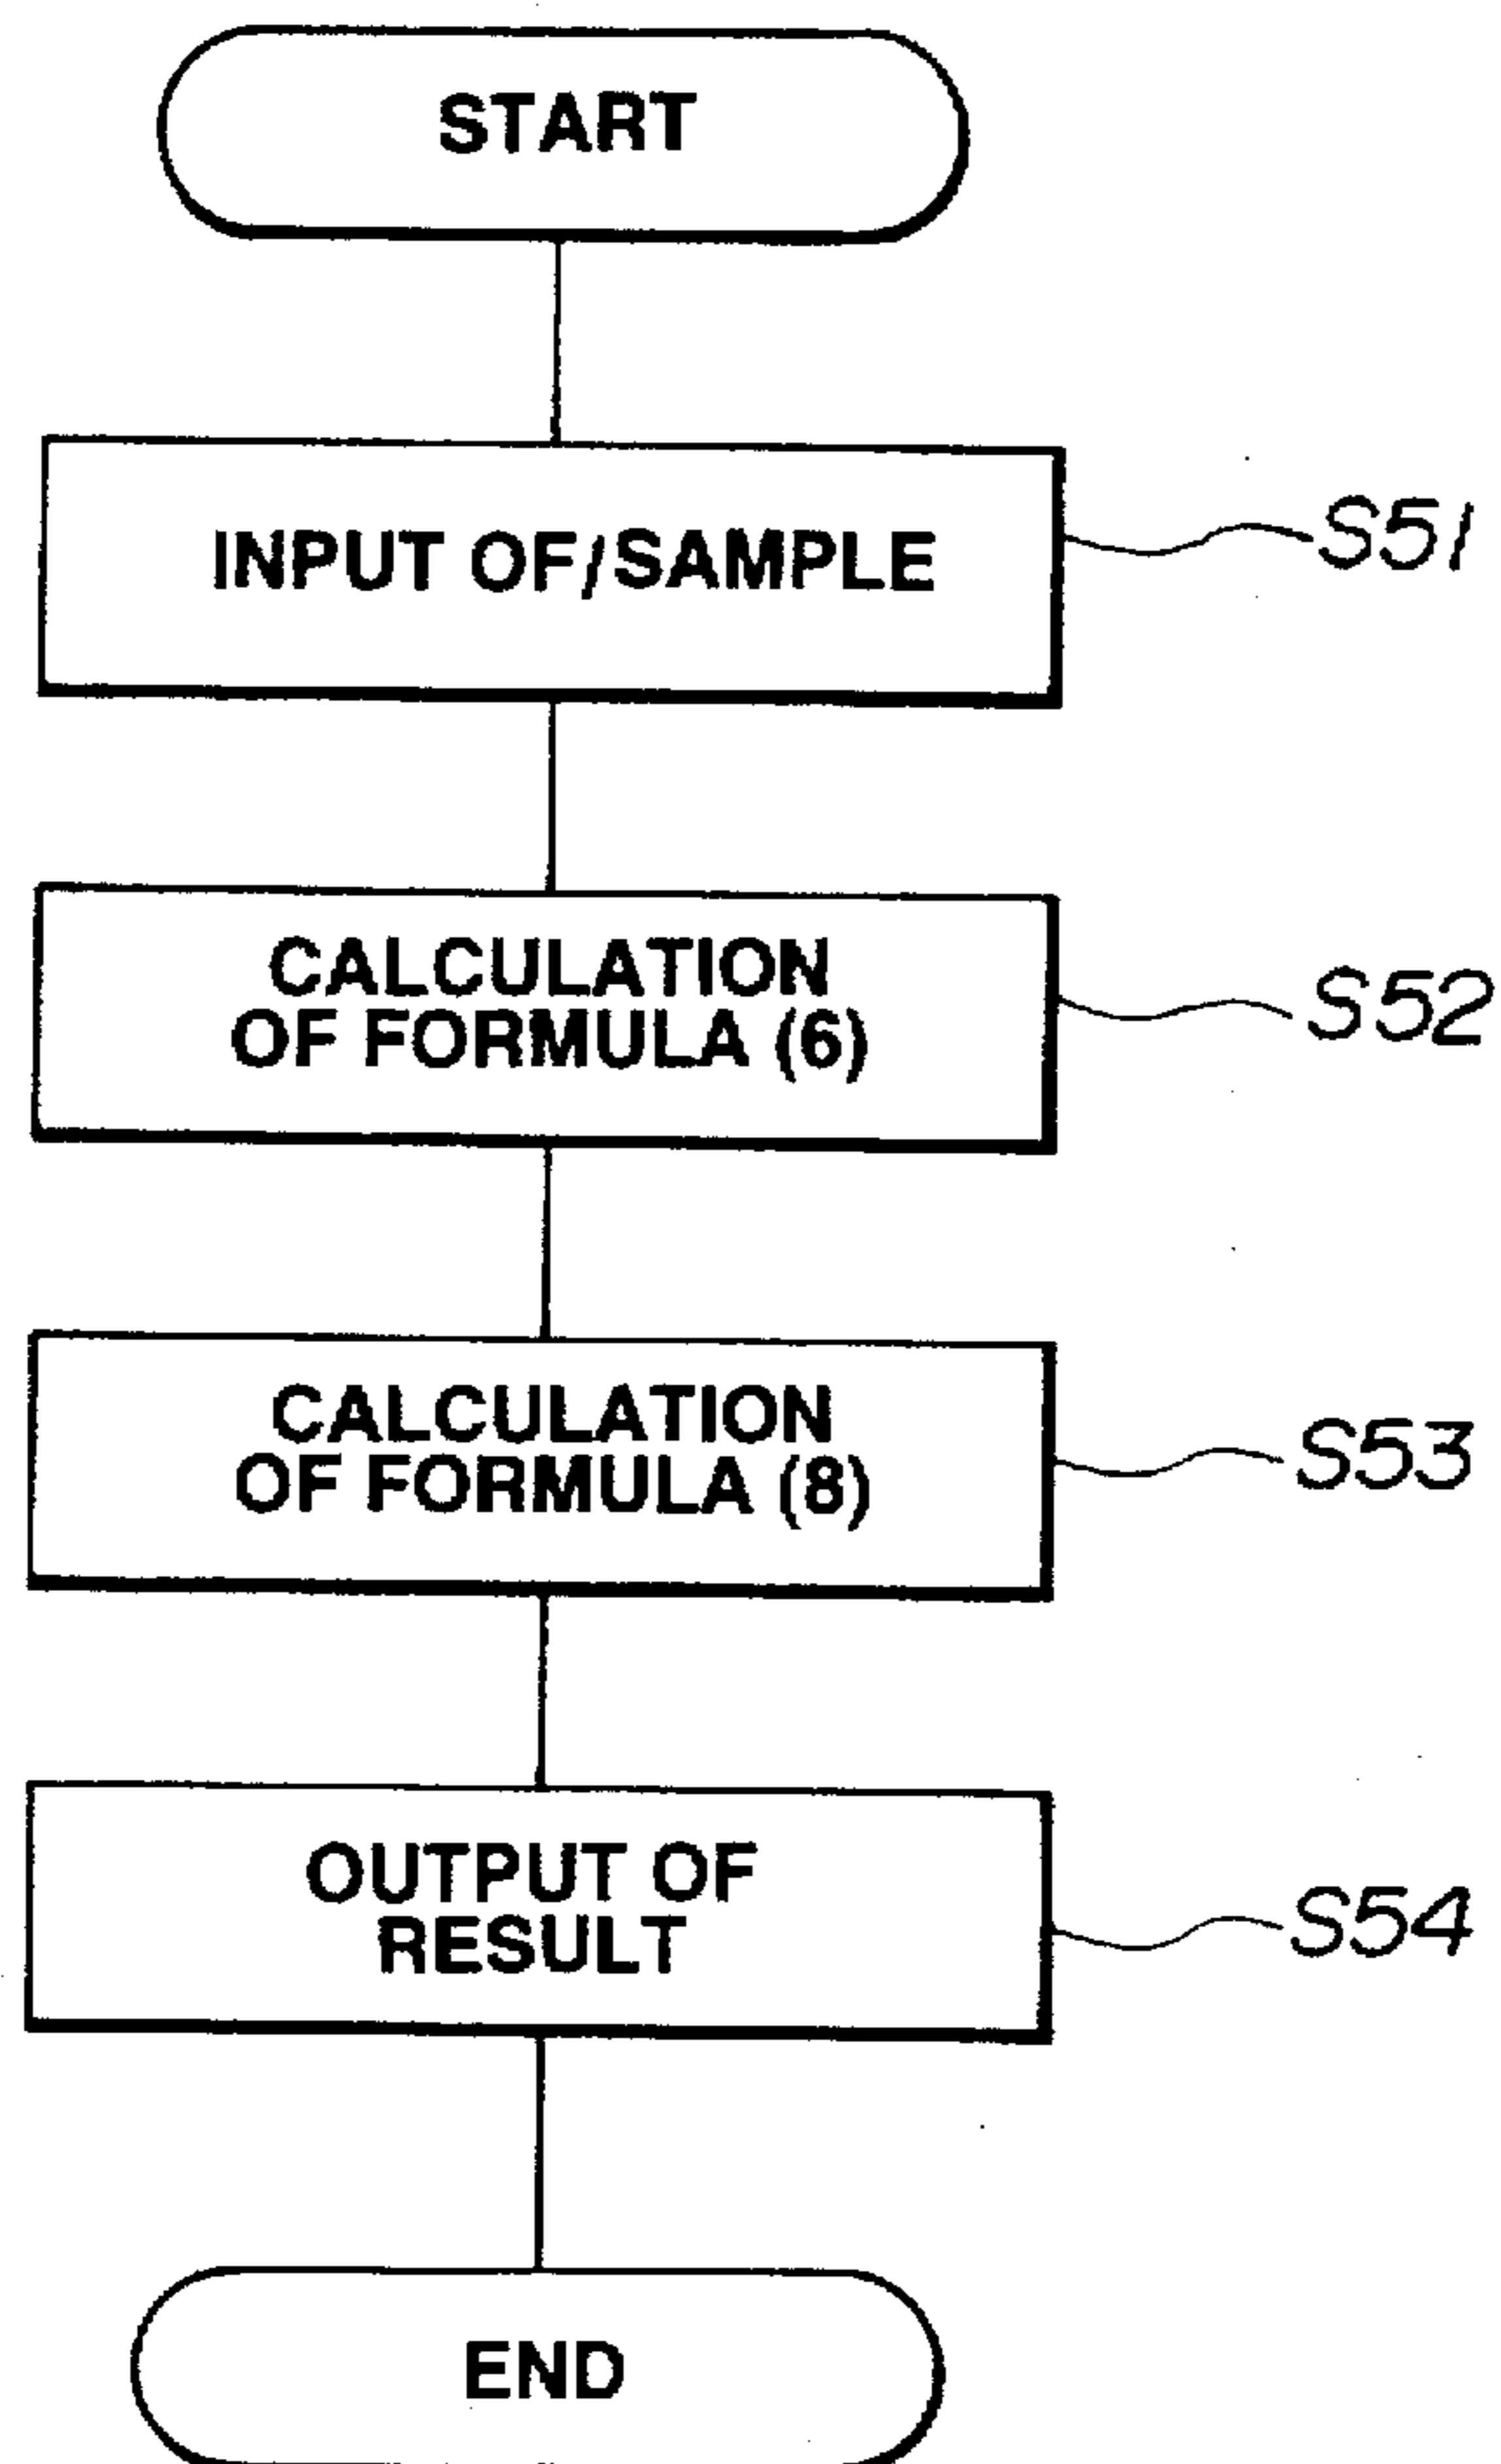 START
INPUT OF/SAMPLE
S51
CALCULATION
OF FORMULA (6)
S52
CALCULATION
OF FORMULA (8)
S53
OUTPUT OF
RESULT
S54
END